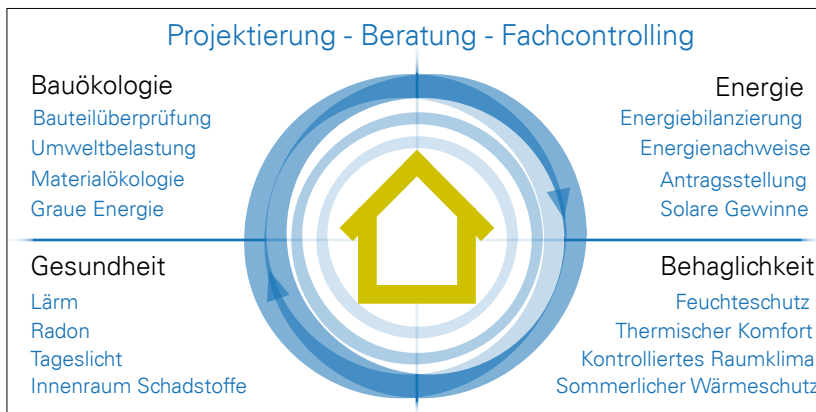 Projektierung - Beratung - Fachcontrolling
Bauökologie
Bauteilüberprüfung
Umweltbelastung
Materialökologie
Graue Energie
Energie
Energiebilanzierung
Energienachweise
Antragsstellung
Solare Gewinne
Gesundheit
Lärm
Radon
Tageslicht
Innenraum Schadstoffe
Behaglichkeit
Feuchteschutz
Thermischer Komfort
Kontrolliertes Raumklima
Sommerlicher Wärmeschutz